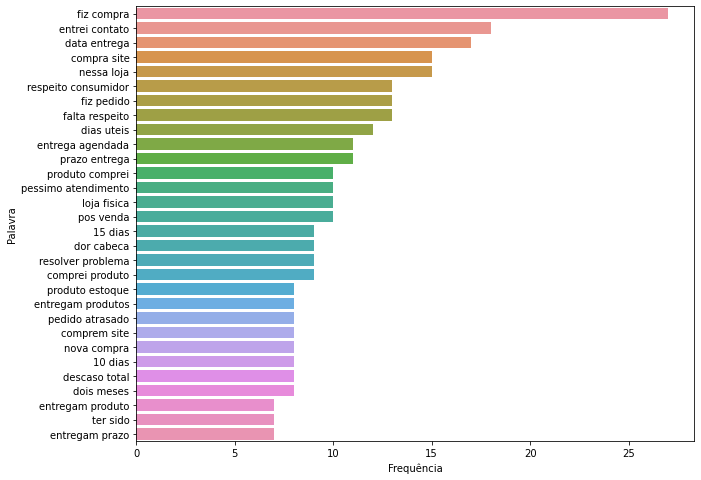 fiz compra
entrei contato
data entrega
compra site
nessa loja
respeito consumidor
fiz pedido
falta respeito
dias uteis
entrega agendada
prazo entrega
produto comprei
pessimo atendimento
loja fisica
pos venda
15 dias
dor cabeca
resolver problema
comprei produto
produto estoque
entregam produtos
pedido atrasado
comprem site
nova compra
10 dias
descaso total
dois meses
entregam produto
ter sido
entregam prazo
Palavra
0 5 10 15 20 25
Frequência